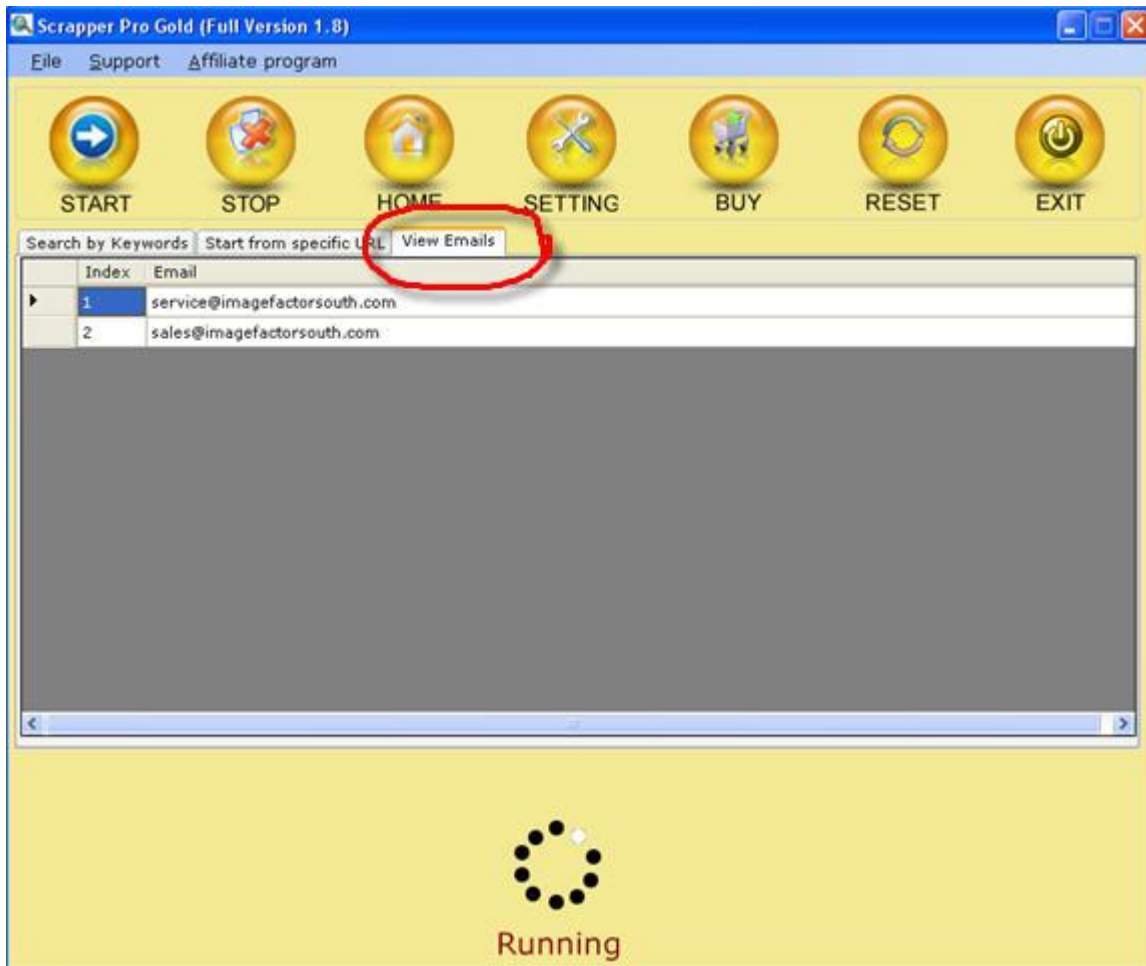 Scrapper Pro Gold (Full Version 1.8)
File Support Affiliate program
START STOP HOME SETTING BUY RESET EXIT
Search by Keywords Start from specific URL View Emails
Index Email
1 service@imagefactorsouth.com
2 sales@imagefactorsouth.com
Running